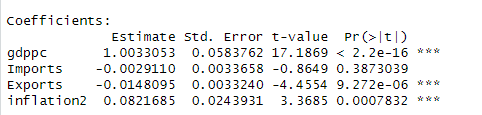 Coefficients:
Estimate Std. Error t-value Pr(>|t|)
gdppc 1.0033053 0.0583762 17.1869 < 2.2e-16 ***
Imports -0.0029110 0.0033658 -0.8649 0.3873039
Exports -0.0148095 0.0033240 -4.4554 9.272e-06 ***
inflation2 0.0821685 0.0243931 3.3685 0.0007832 ***